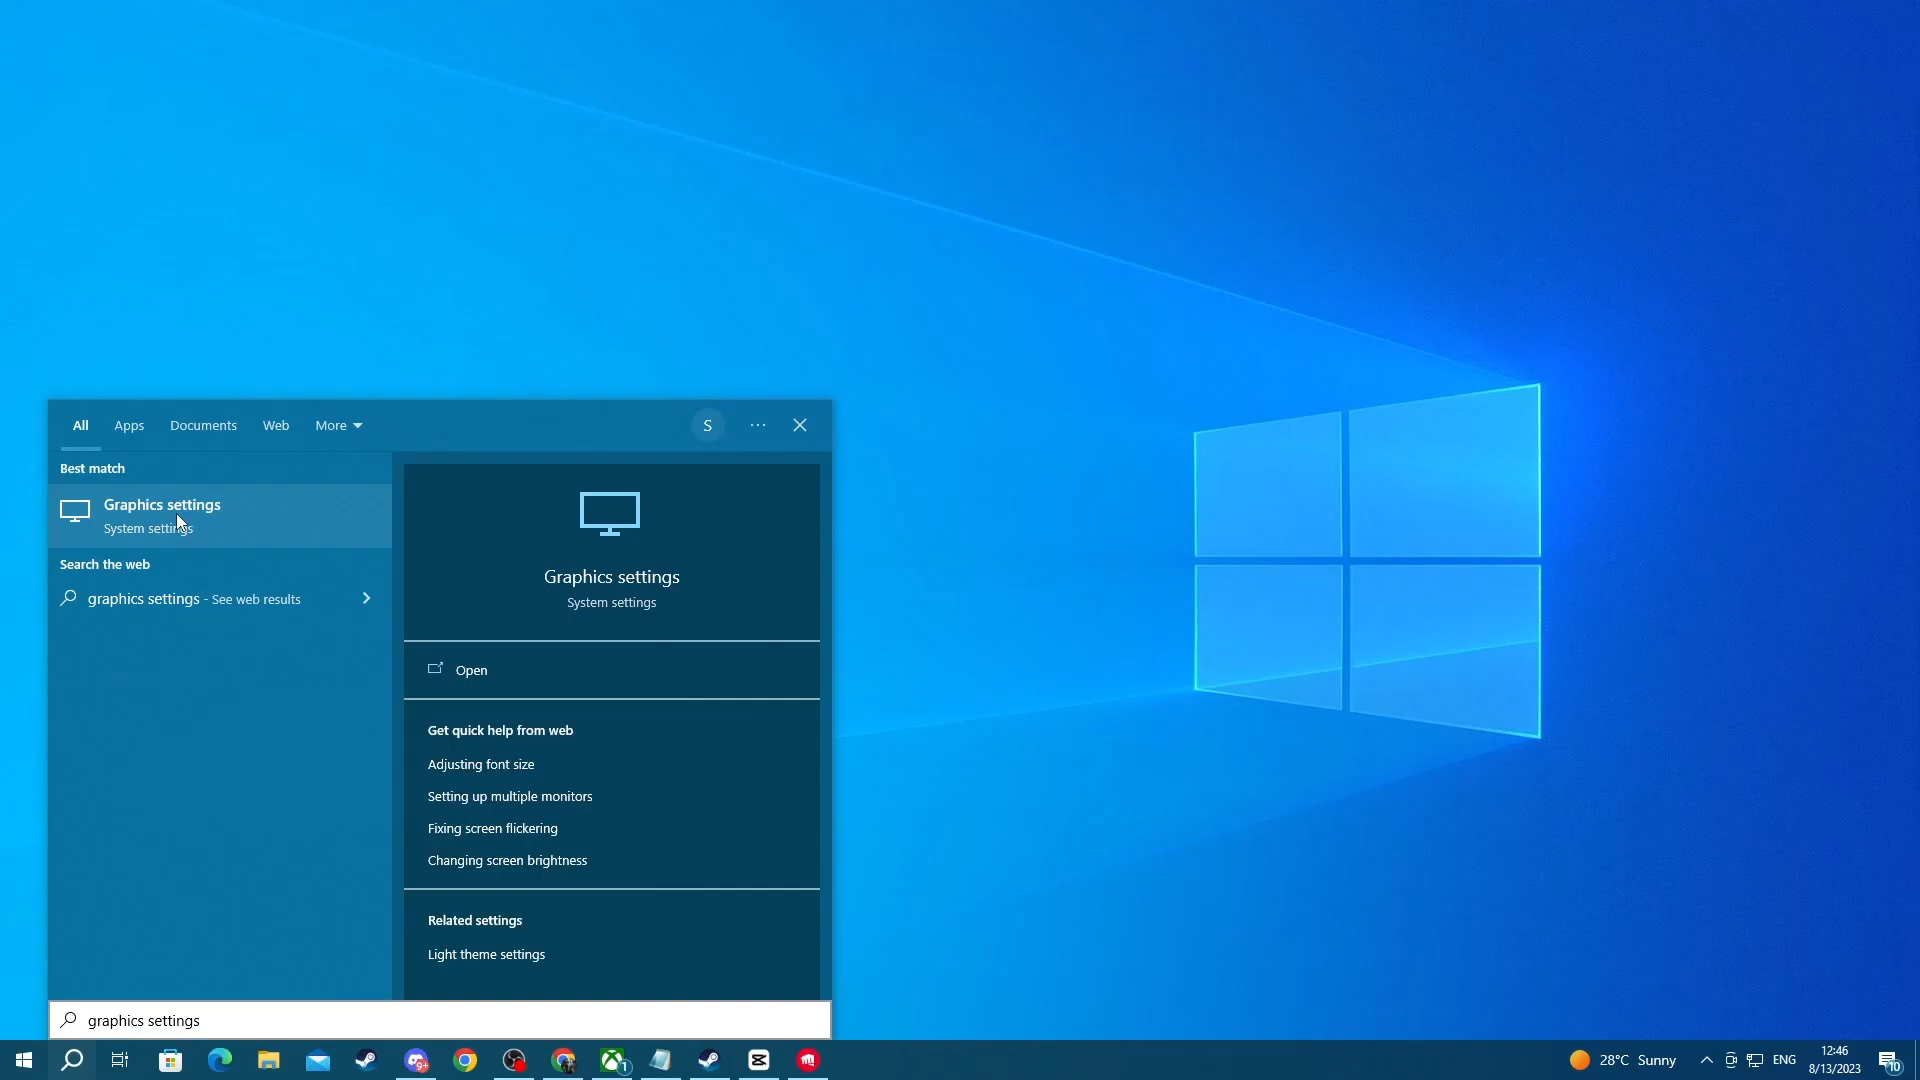 All
Apps
Documents
Web
More
S
Best match
Graphics settings
System settings
Search the web
graphics settings - See web results
Graphics settings
System settings
Open
Get quick help from web
Adjusting font size
Setting up multiple monitors
Fixing screen flickering
Changing screen brightness
Related settings
Light theme settings
graphics settings
9+
1
28°C Sunny
ENG
12:46
8/13/2023
10